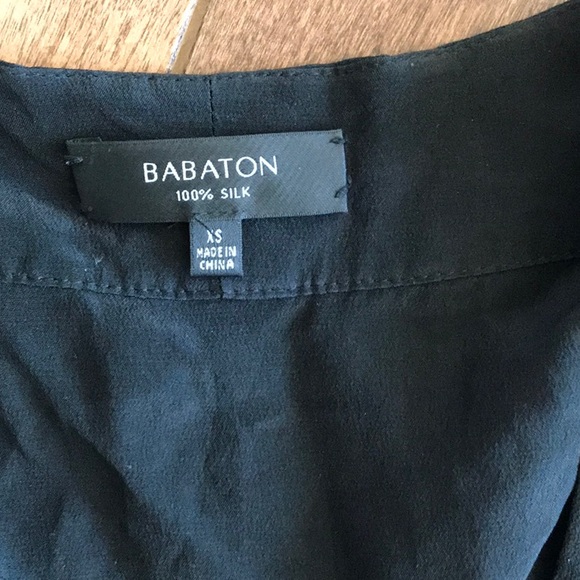 BABATON
100% SILK
XS
MADE IN
CHINA